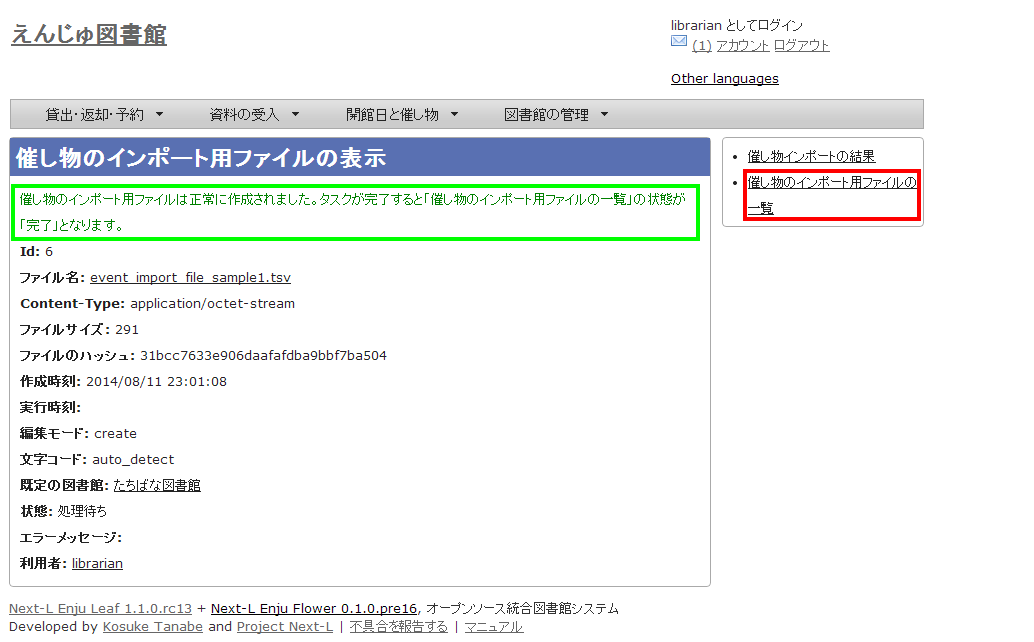 えんじゅ図書館
librarian としてログイン
(1) アカウント ログアウト
Other languages
貸出・返却・予約 ▼ 資料の受入 ▼ 開館日と催し物 ▼ 図書館の管理 ▼
催し物のインポート用ファイルの表示
催し物のインポート用ファイルは正常に作成されました。タスクが完了すると「催し物のインポート用ファイルの一覧」の状態が
「完了」となります。
Id: 6
ファイル名: event_import_file_sample1.tsv
Content-Type: application/octet-stream
ファイルサイズ: 291
ファイルのハッシュ: 31bcc7633e906daafafdba9bbf7ba504
作成時刻: 2014/08/11 23:01:08
実行時刻:
編集モード: create
文字コード: auto_detect
既定の図書館: たちばな図書館
状態: 処理待ち
エラーメッセージ:
利用者: librarian
• 催し物インポートの結果
• 催し物のインポート用ファイルの
一覧
Next-L Enju Leaf 1.1.0.rc13 + Next-L Enju Flower 0.1.0.pre16, オープンソース統合図書館システム
Developed by Kosuke Tanabe and Project Next-L | 不具合を報告する | マニュアル